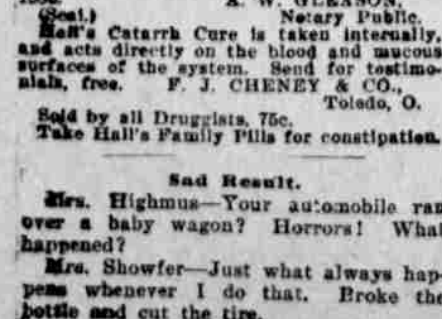 A. W. GLEASON,
(Seal.) Notary Public.
Hall's Catarrh Cure is taken internally,
and acts directly on the blood and mucous
surfaces of the system. Send for testimo-
nials, free. F. J. CHENEY & CO.,
Toledo, O.
Sold by all Druggists, 75c.
Take Hall's Family Pills for constipation.
Sad Result.
Mrs. Highmus—Your automobile ran
over a baby wagon? Horrors! What
happened?
Mrs. Showfer—Just what always hap-
pens whenever I do that. Broke the
bottle and cut the tire.